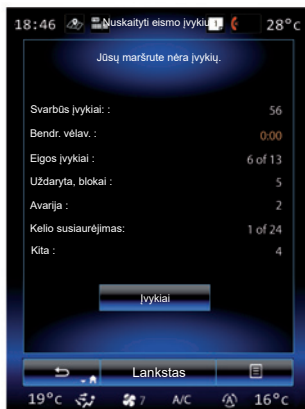 18:46 Nuskaityti eismo įvykių 28°c
Jūsų maršrute nėra įvykių.
Svarbūs įvykiai: : 56
Bendr. vėlav. : 0:00
Eigos įvykiai : 6 of 13
Uždaryta, blokai : 5
Avarija : 2
Kelio susiaurėjimas: 1 of 24
Kita : 4
Įvykiai
Lankstas
19°c 7 A/C 16°c